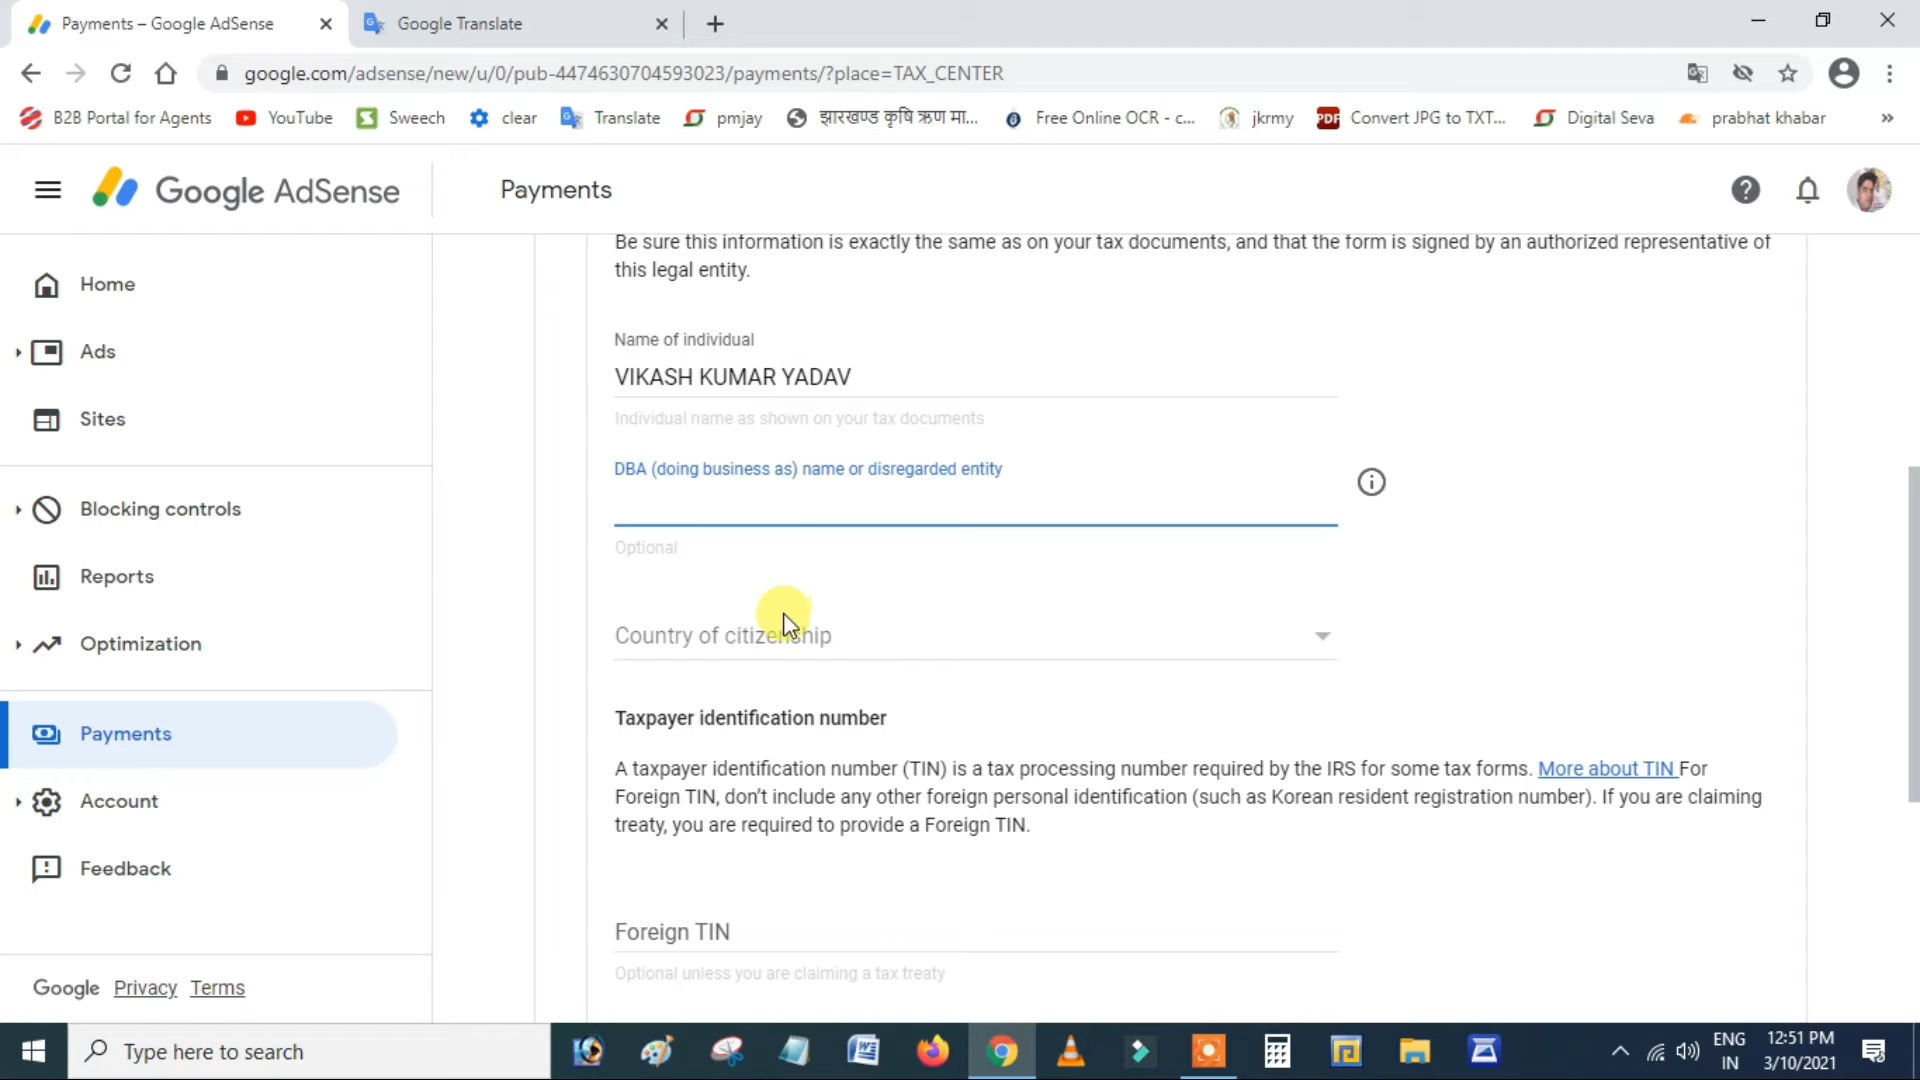 Payments – Google AdSense
Google Translate
google.com/adsense/new/u/0/pub-4474630704593023/payments/?place=TAX_CENTER
B2B Portal for Agents
YouTube
Sweech
clear
Translate
pmjay
झारखण्ड कृषि ऋण मा...
Free Online OCR - c...
jkrmy
PDF
Convert JPG to TXT...
Digital Seva
prabhat khabar
Google AdSense
Payments
Home
Ads
Sites
Blocking controls
Reports
Optimization
Payments
Account
Feedback
Google Privacy Terms
Be sure this information is exactly the same as on your tax documents, and that the form is signed by an authorized representative of
this legal entity.
Name of individual
VIKASH KUMAR YADAV
Individual name as shown on your tax documents
DBA (doing business as) name or disregarded entity
Optional
Country of citizenship
Taxpayer identification number
A taxpayer identification number (TIN) is a tax processing number required by the IRS for some tax forms. More about TIN For
Foreign TIN, don't include any other foreign personal identification (such as Korean resident registration number). If you are claiming
treaty, you are required to provide a Foreign TIN.
Foreign TIN
Optional unless you are claiming a tax treaty
Type here to search
ENG
IN
12:51 PM
3/10/2021